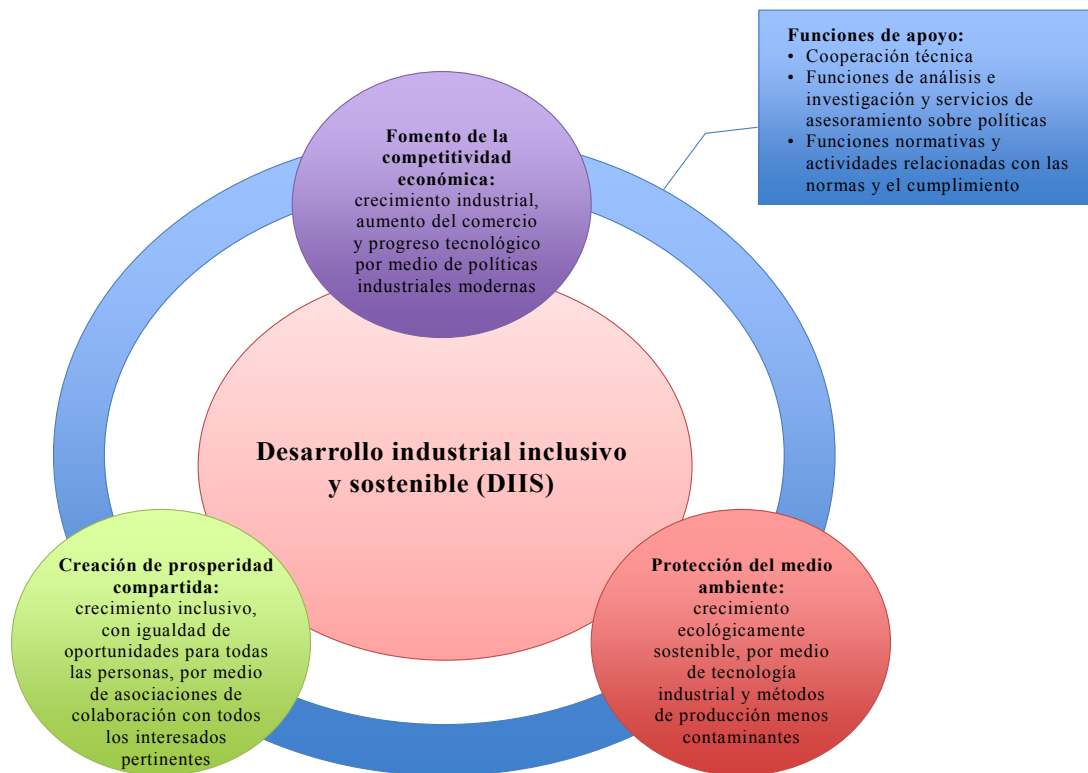 Funciones de apoyo:
• Cooperación técnica
• Funciones de análisis e
investigación y servicios de
asesoramiento sobre políticas
• Funciones normativas y
actividades relacionadas con las
normas y el cumplimiento
Fomento de la
competitividad
económica:
crecimiento industrial,
aumento del comercio
y progreso tecnológico
por medio de políticas
industriales modernas
Desarrollo industrial inclusivo
y sostenible (DIIS)
Creación de prosperidad
compartida:
crecimiento inclusivo,
con igualdad de
oportunidades para todas
las personas, por medio
de asociaciones de
colaboración con todos
los interesados
pertinentes
Protección del medio
ambiente:
crecimiento
ecológicamente
sostenible, por medio
de tecnología
industrial y métodos
de producción menos
contaminantes